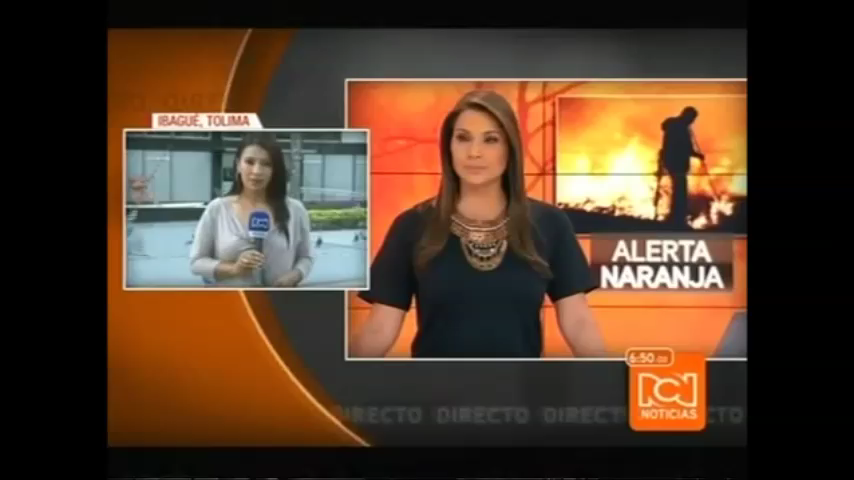 IBAGUÉ, TOLIMA
ALERTA
NARANJA
6:50
RCN
NOTICIAS
DIRECTO DIRECTO DIRECTO